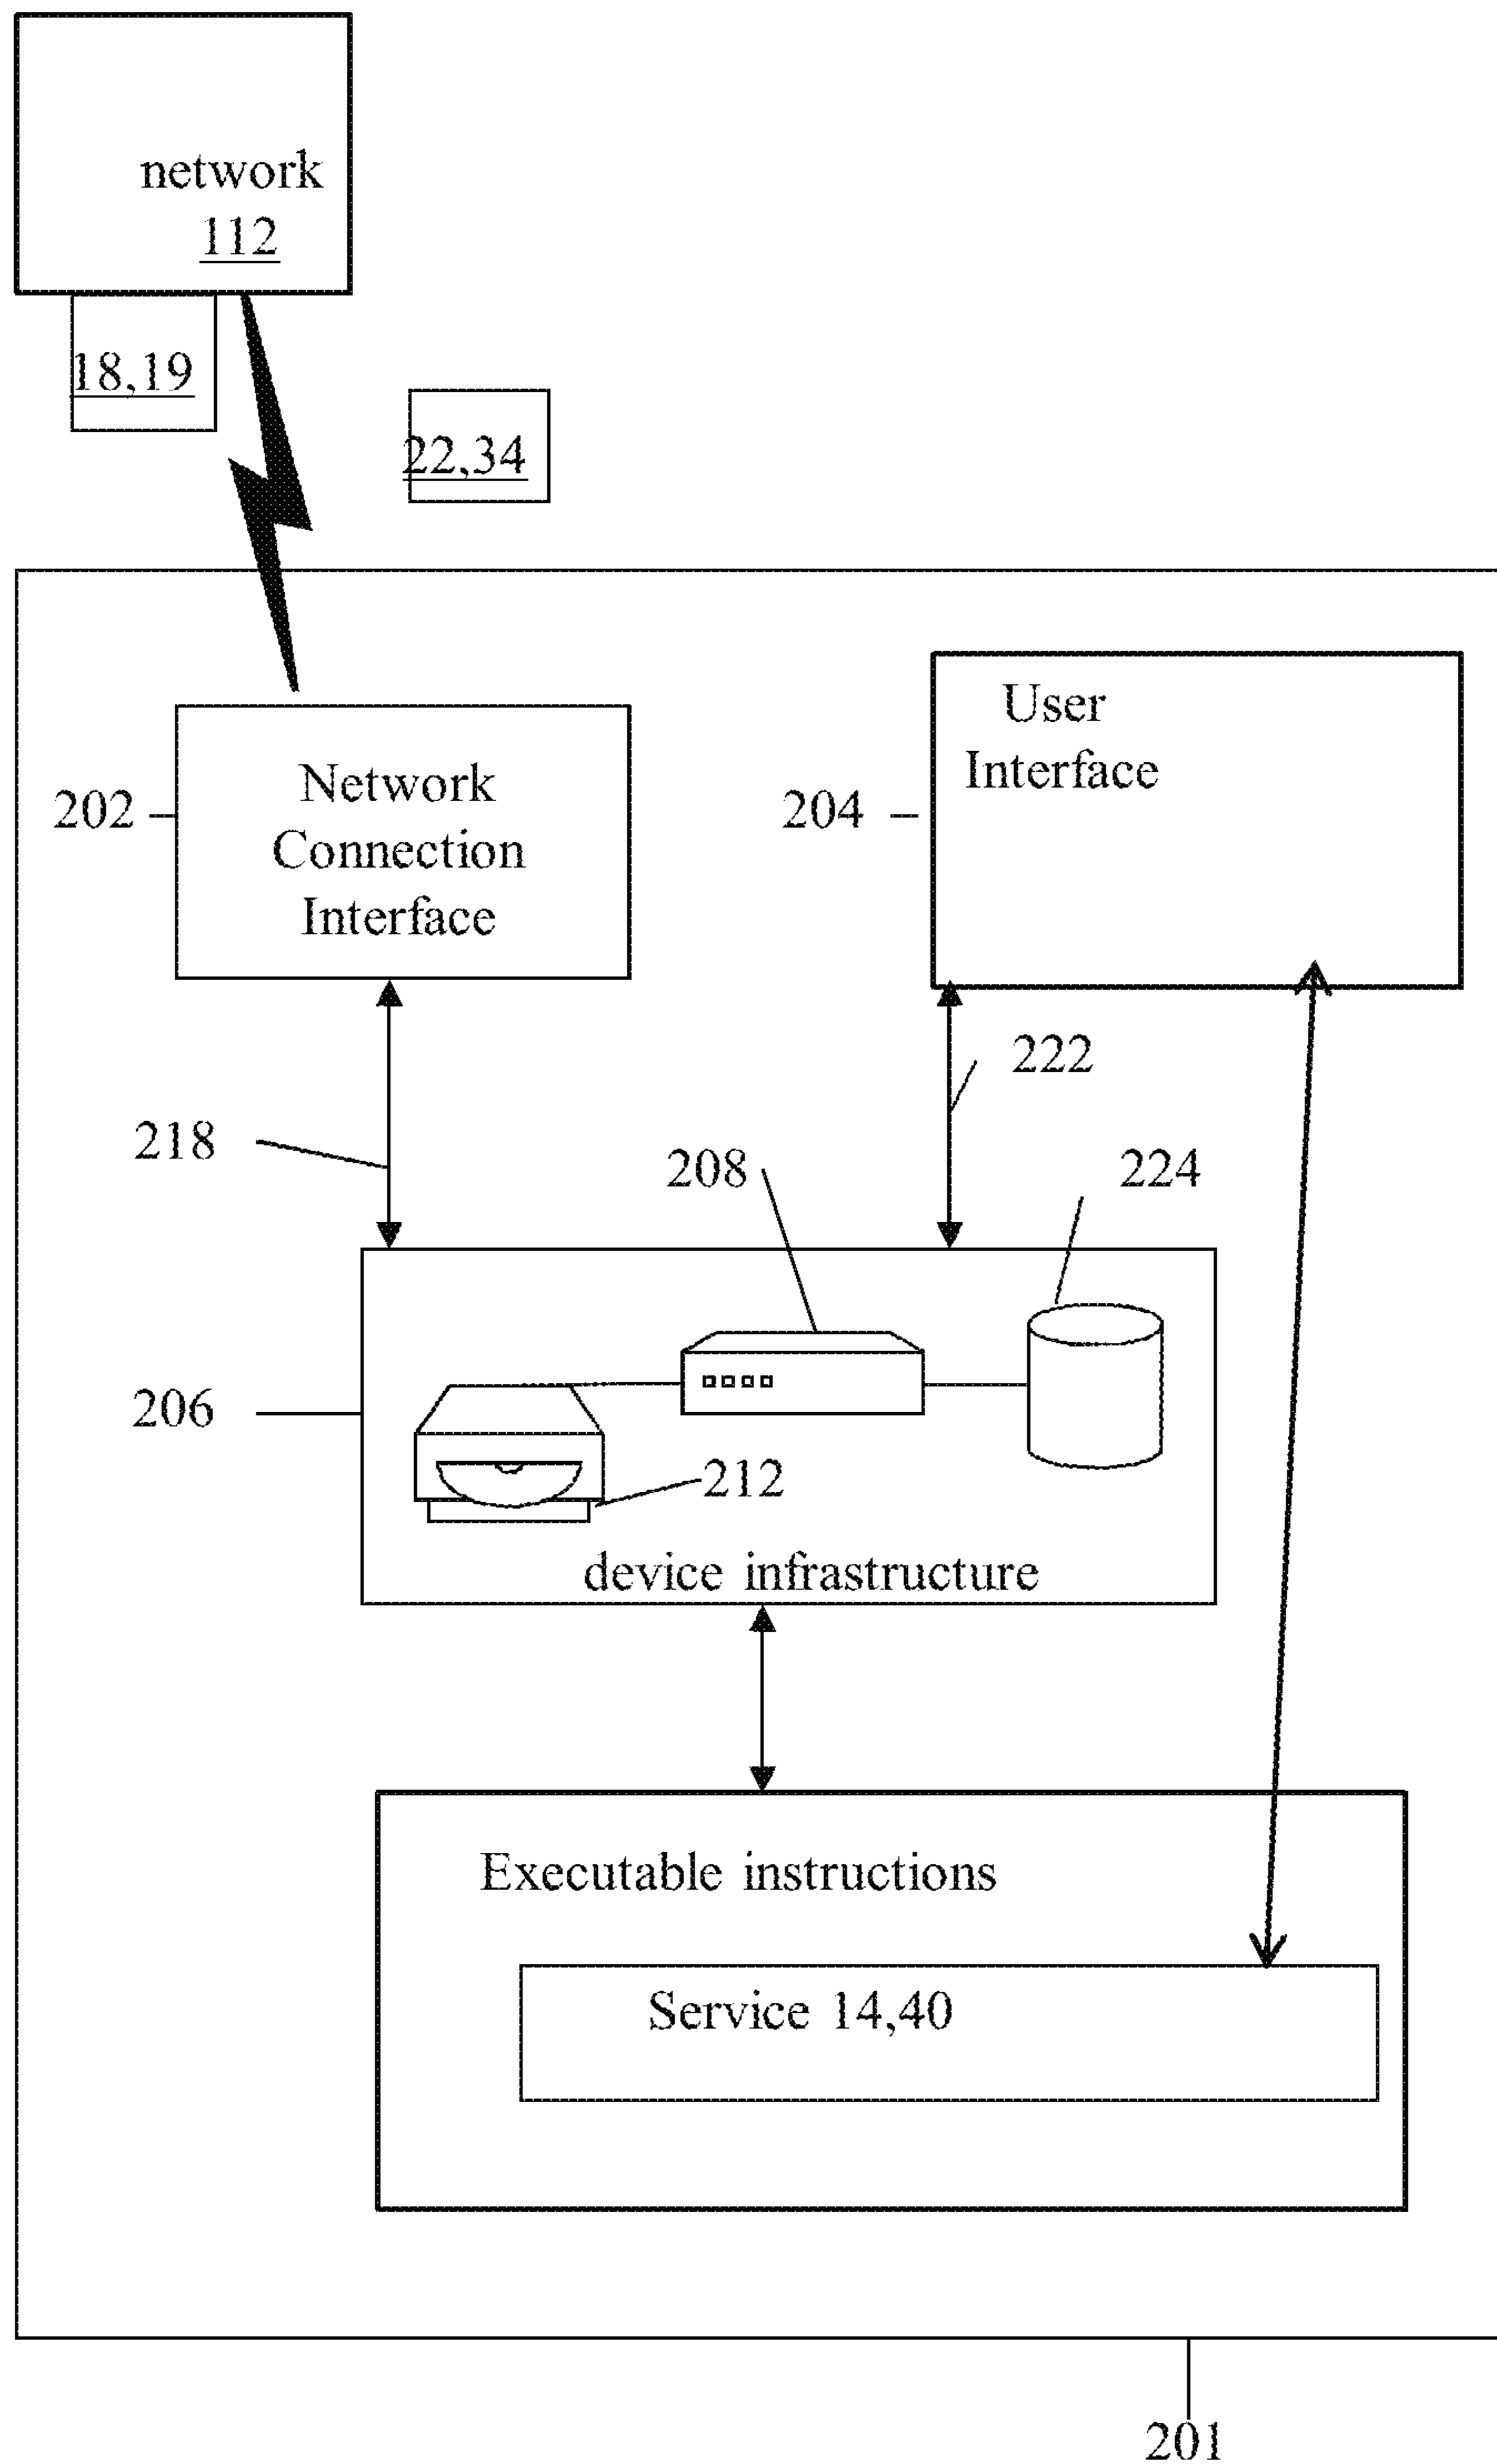 network
112
18,19
22,34
User
Interface
Network
Connection
Interface
202
204
222
218
208
224
206
212
device infrastructure
Executable instructions
Service 14,40
201